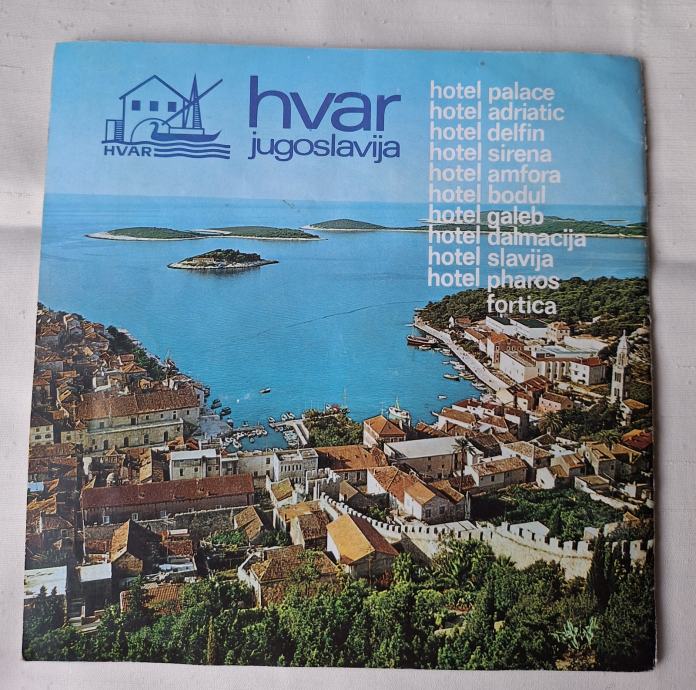 HVAR
hvar
jugoslavija
hotel palace
hotel adriatic
hotel delfin
hotel sirena
hotel amfora
hotel bodul
hotel galeb
hotel dalmacija
hotel slavija
hotel pharos
fortica